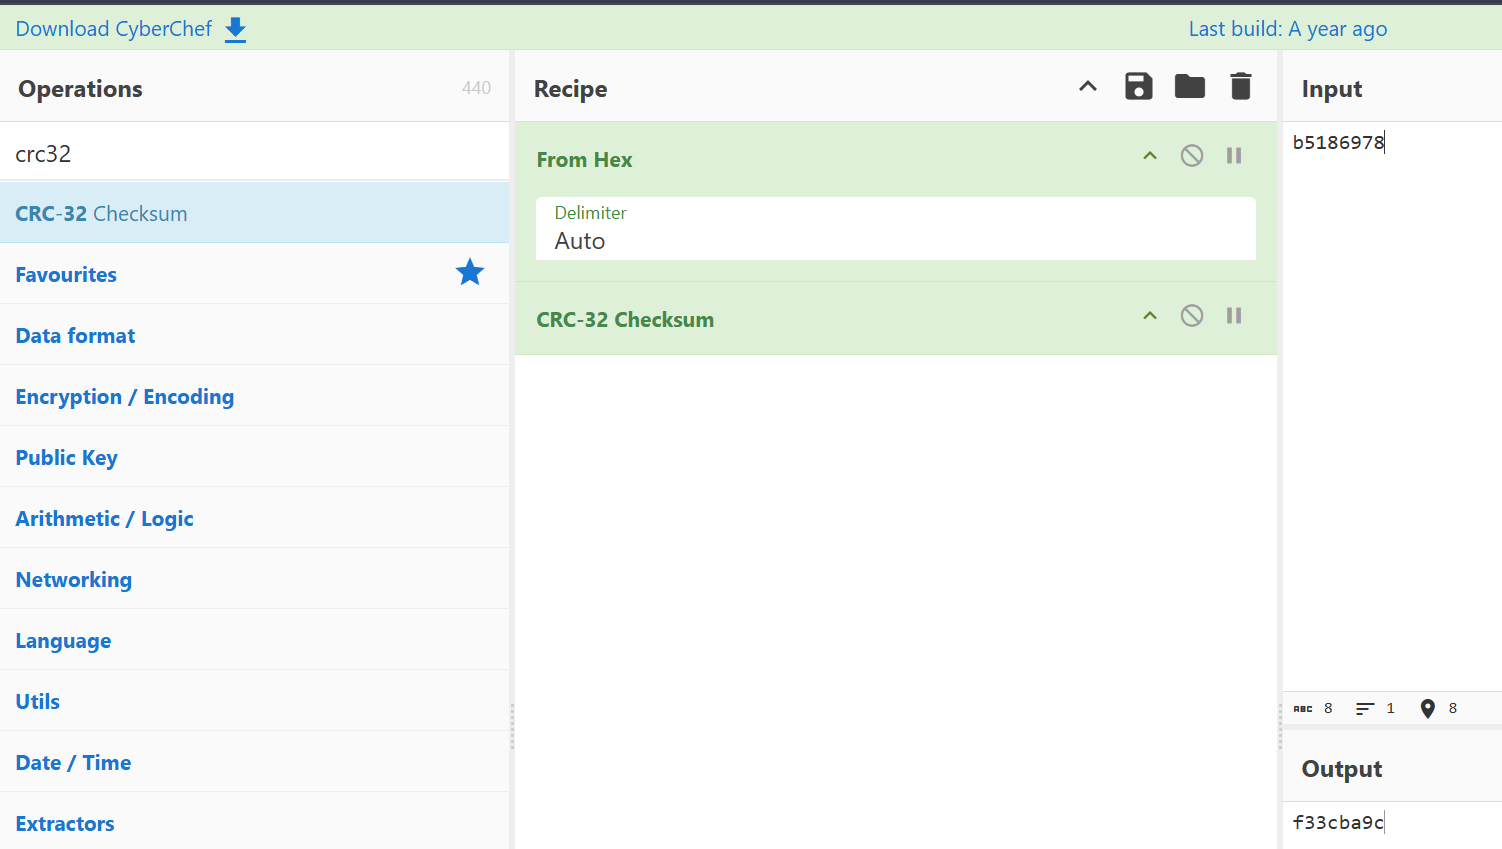 Download CyberChef
Last build: A year ago
Operations
440
crc32
CRC-32 Checksum
Favourites
Data format
Encryption / Encoding
Public Key
Arithmetic / Logic
Networking
Language
Utils
Date / Time
Extractors
Recipe
From Hex
Delimiter
Auto
CRC-32 Checksum
Input
b5186978
ABC 8
1
8
Output
f33cba9c